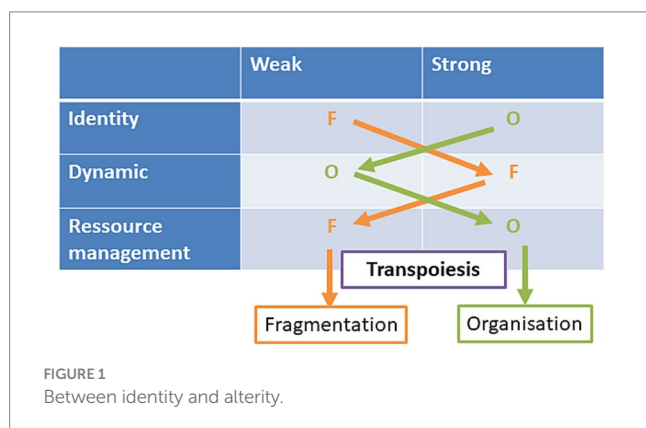 Weak Strong
Identity F O
Dynamic O F
Ressource F O
management
Transpoiesis
Fragmentation Organisation
FIGURE 1
Between identity and alterity.